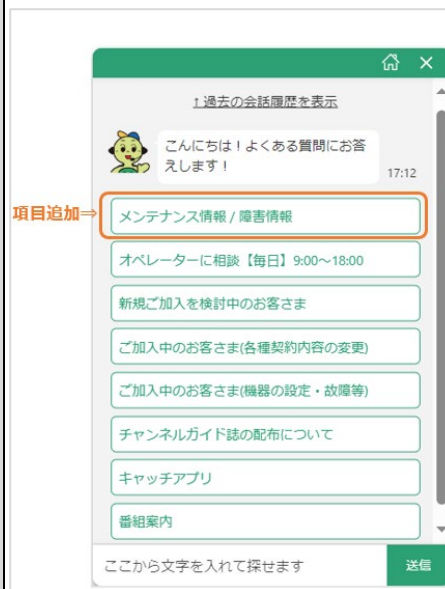 ↑過去の会話履歴を表示
こんにちは！よくある質問にお答
えします！
17:12
項目追加⇒
メンテナンス情報 / 障害情報
オペレーターに相談【毎日】9:00～18:00
新規ご加入を検討中のお客さま
ご加入中のお客さま(各種契約内容の変更)
ご加入中のお客さま(機器の設定・故障等)
チャンネルガイド誌の配布について
キャッチアプリ
番組案内
ここから文字を入れて探せます
送信